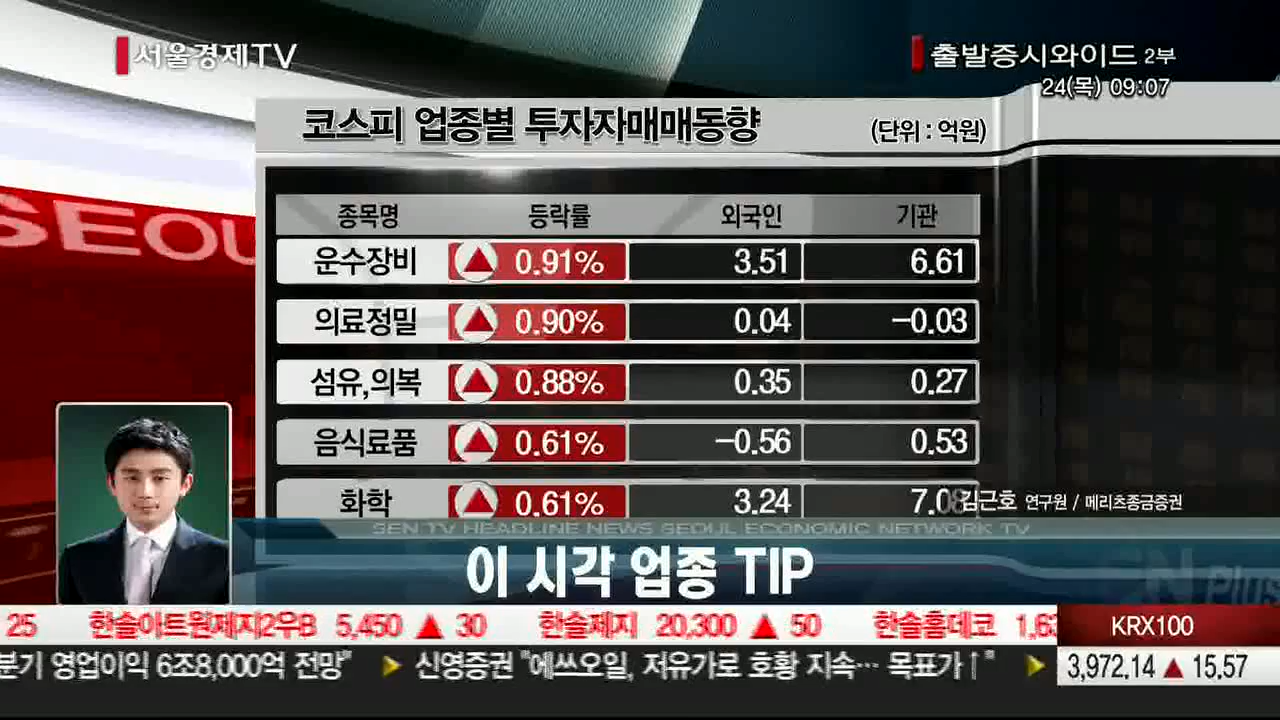 서울경제TV
출발증시와이드 2부
24(목) 09:07
코스피 업종별 투자자매매동향 (단위 : 억원)
종목명 등락률 외국인 기관
운수장비 ▲ 0.91% 3.51 6.61
의료정밀 ▲ 0.90% 0.04 -0.03
섬유,의복 ▲ 0.88% 0.35 0.27
음식료품 ▲ 0.61% -0.56 0.53
화학 ▲ 0.61% 3.24 7.08
SEOU
김근호 연구원 / 메리츠종금증권
SEN TV HEADLINE NEWS SEOUL ECONOMIC NETWORK TV
이 시각 업종 TIP
N Plus
25 한솔아트원제지2우B 5,450 ▲ 30 한솔제지 20,300 ▲ 50 한솔홈데코 1,63
KRX100
분기 영업이익 6조8,000억 전망" ▶ 신영증권 "에쓰오일, 저유가로 호황 지속… 목표가↑" ▶
3,972.14 ▲ 15.57